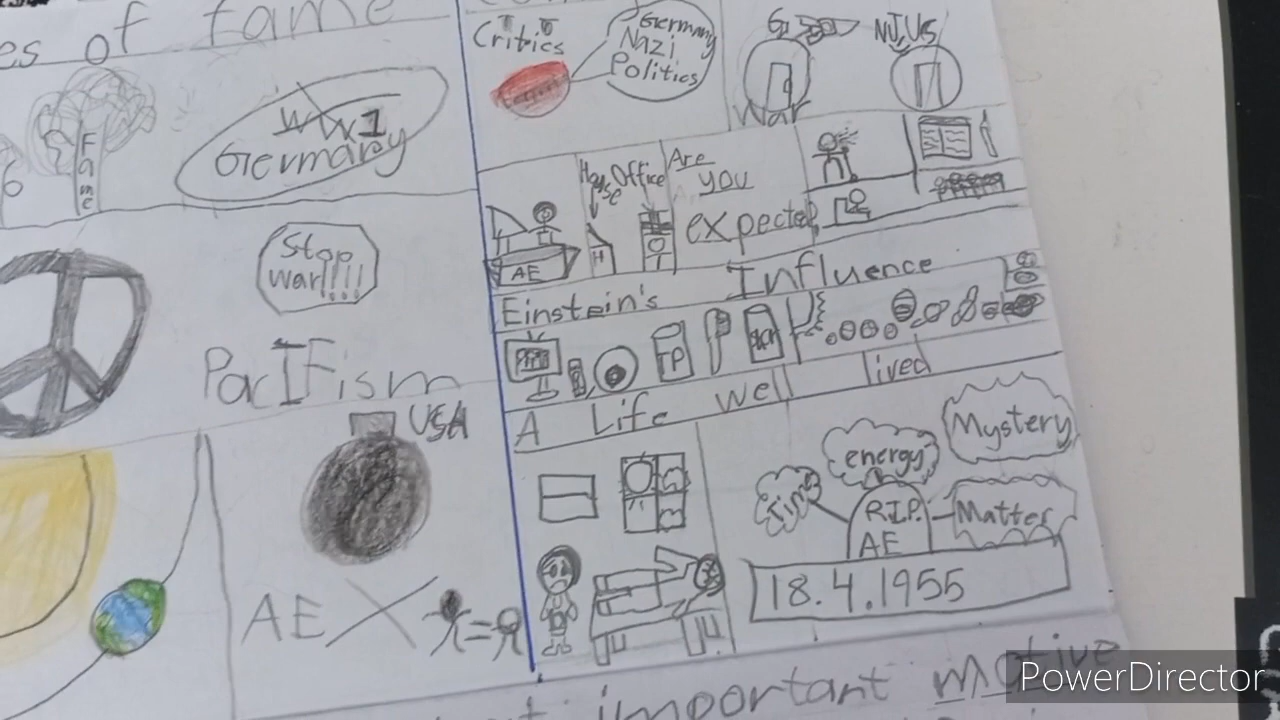 es of fame
Fame
WW1
Germany
Stop
war!!!!
PacIFism
USA
AE
Critics
Germany
Nazi
Politics
War
NJ, US
House
Office
H
AE
Are
you
expected
Einstein's Influence
TP
A Life well lived
Time
energy
Mystery
Matter
R.I.P.
AE
18.4.1955
important motive
PowerDirector